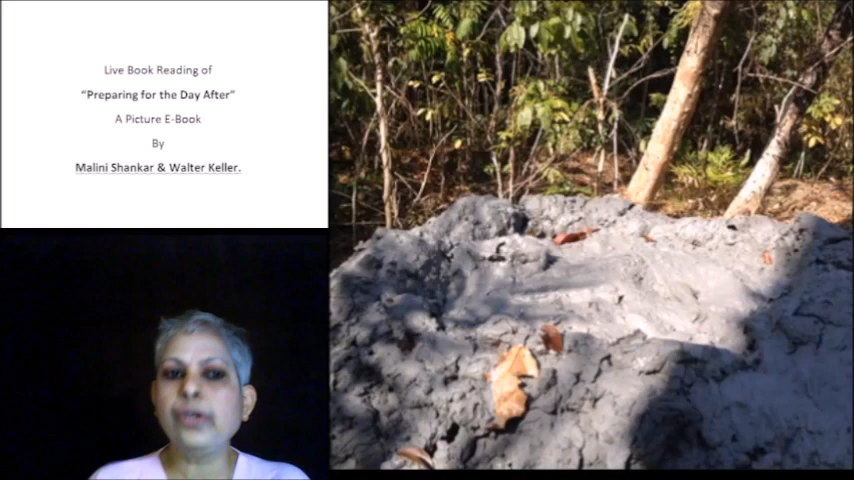 Live Book Reading of
“Preparing for the Day After”
A Picture E-Book
By
Malini Shankar & Walter Keller.